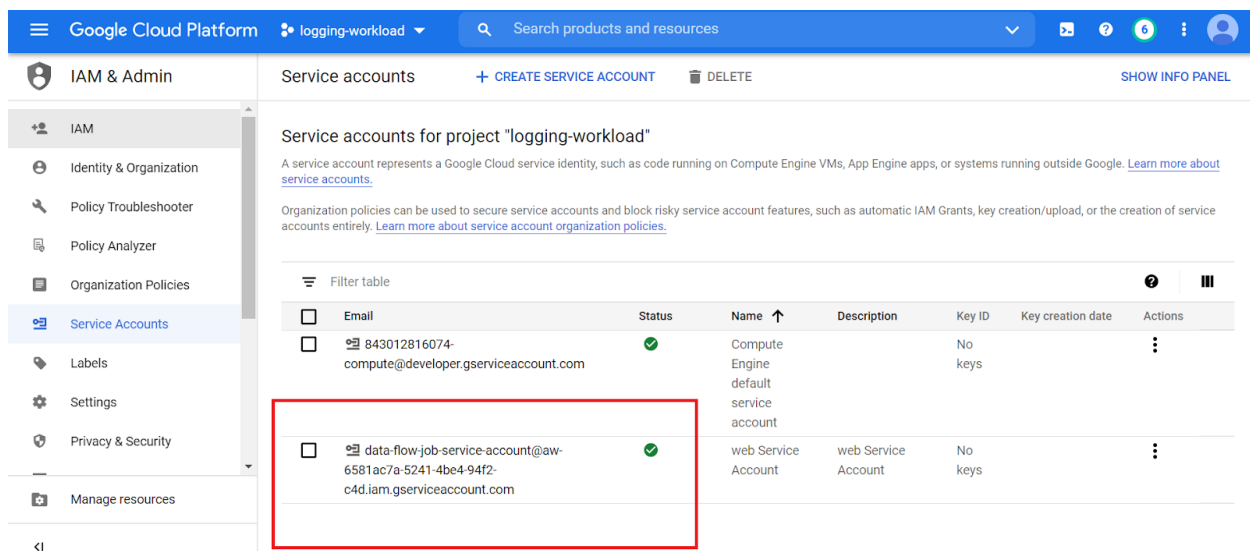 Google Cloud Platform
logging-workload
Search products and resources
6
IAM & Admin
Service accounts
+ CREATE SERVICE ACCOUNT
DELETE
SHOW INFO PANEL
IAM
Identity & Organization
Policy Troubleshooter
Policy Analyzer
Organization Policies
Service Accounts
Labels
Settings
Privacy & Security
Manage resources
Service accounts for project "logging-workload"
A service account represents a Google Cloud service identity, such as code running on Compute Engine VMs, App Engine apps, or systems running outside Google. Learn more about
service accounts.
Organization policies can be used to secure service accounts and block risky service account features, such as automatic IAM Grants, key creation/upload, or the creation of service
accounts entirely. Learn more about service account organization policies.
Filter table
Email Status Name Description Key ID Key creation date Actions
843012816074-
compute@developer.gserviceaccount.com
Compute
Engine
default
service
account
No
keys
data-flow-job-service-account@aw-
6581ac7a-5241-4be4-94f2-
c4d.iam.gserviceaccount.com
web Service
Account
web Service
Account
No
keys